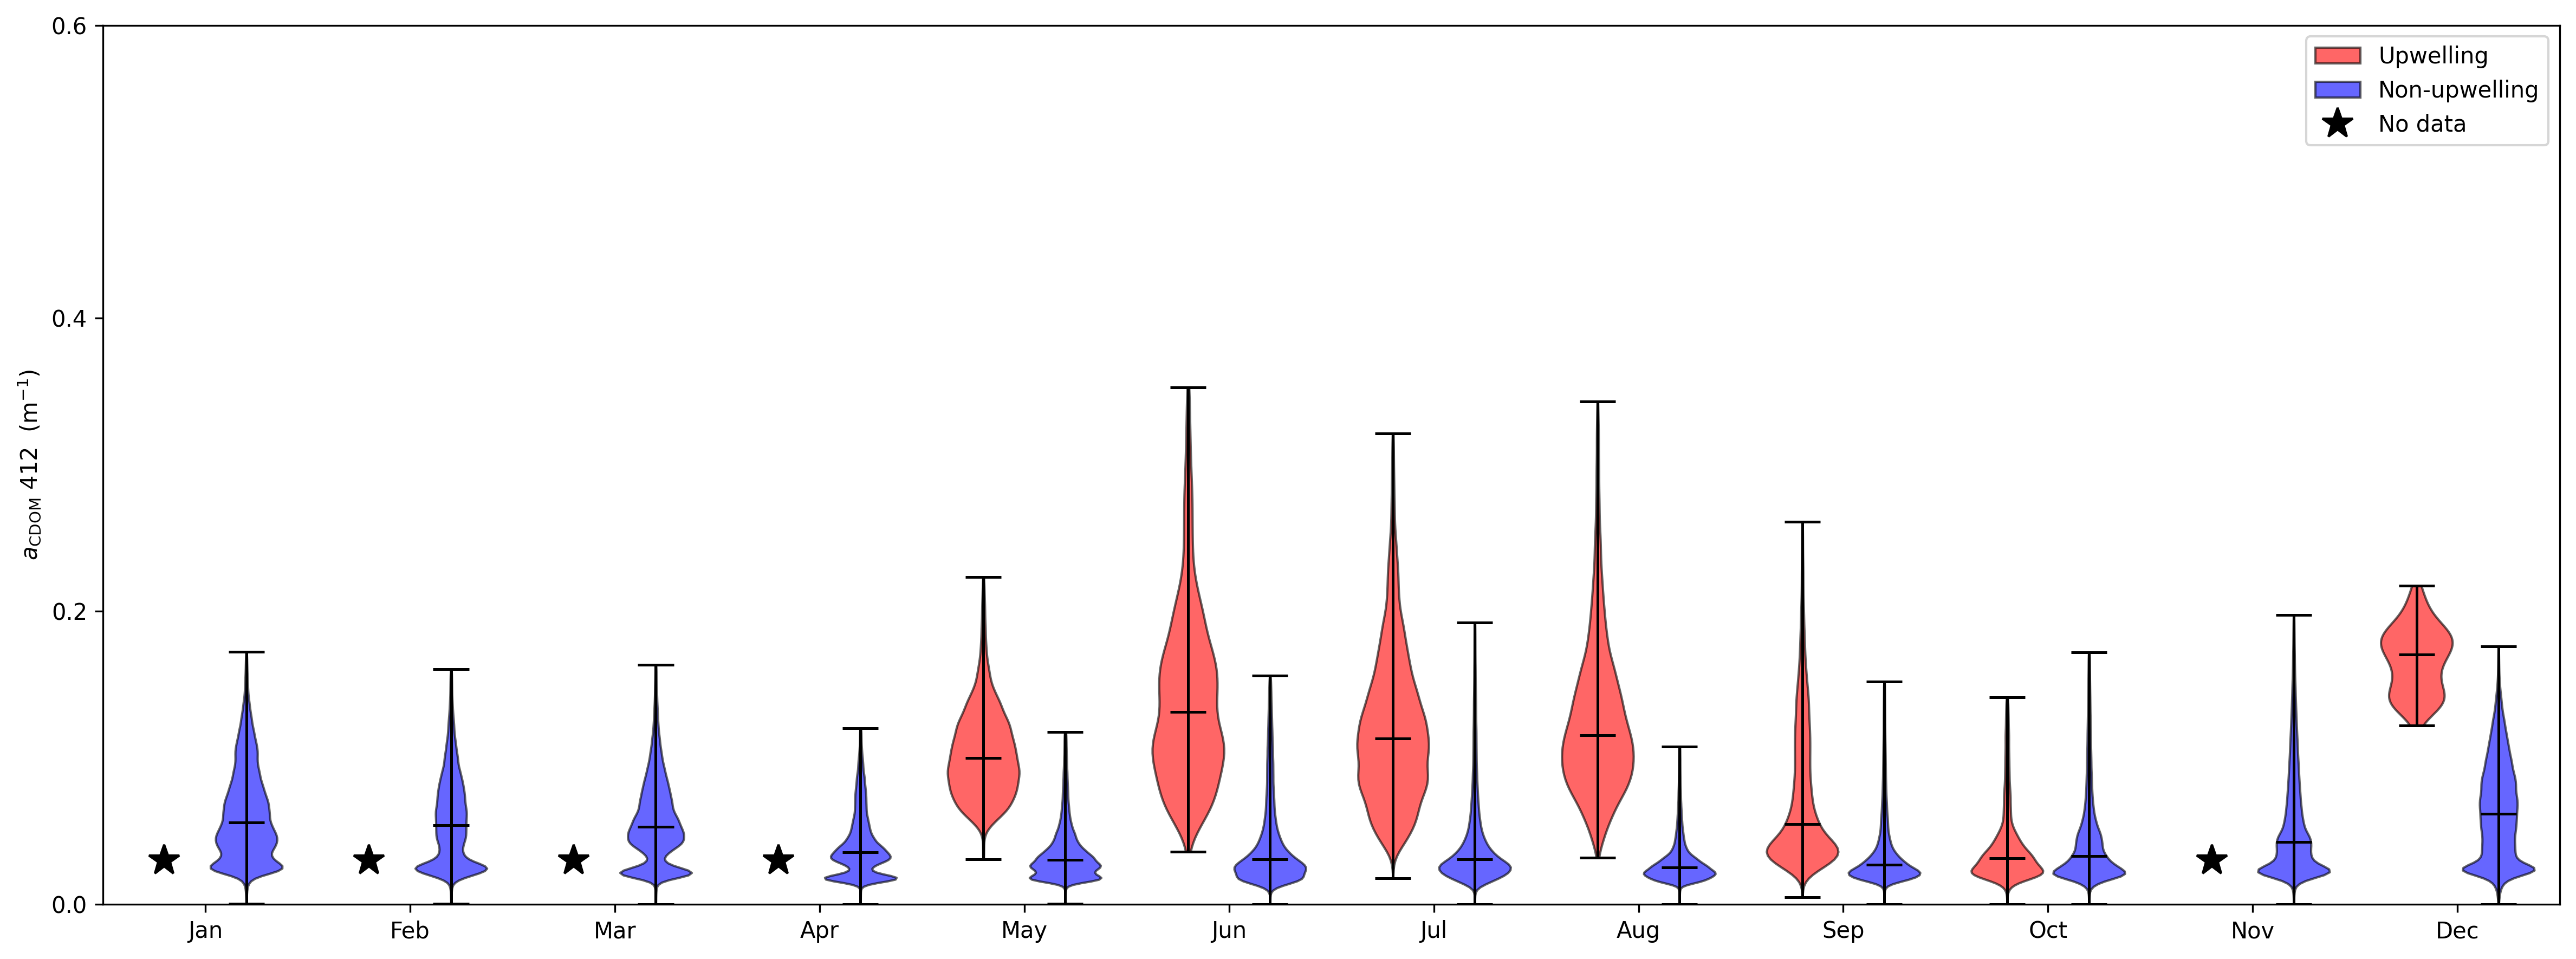 0.6
0.4
0.2
0.0
a_CDOM 412 (m⁻¹)
Upwelling
Non-upwelling
No data
Jan Feb Mar Apr May Jun Jul Aug Sep Oct Nov Dec